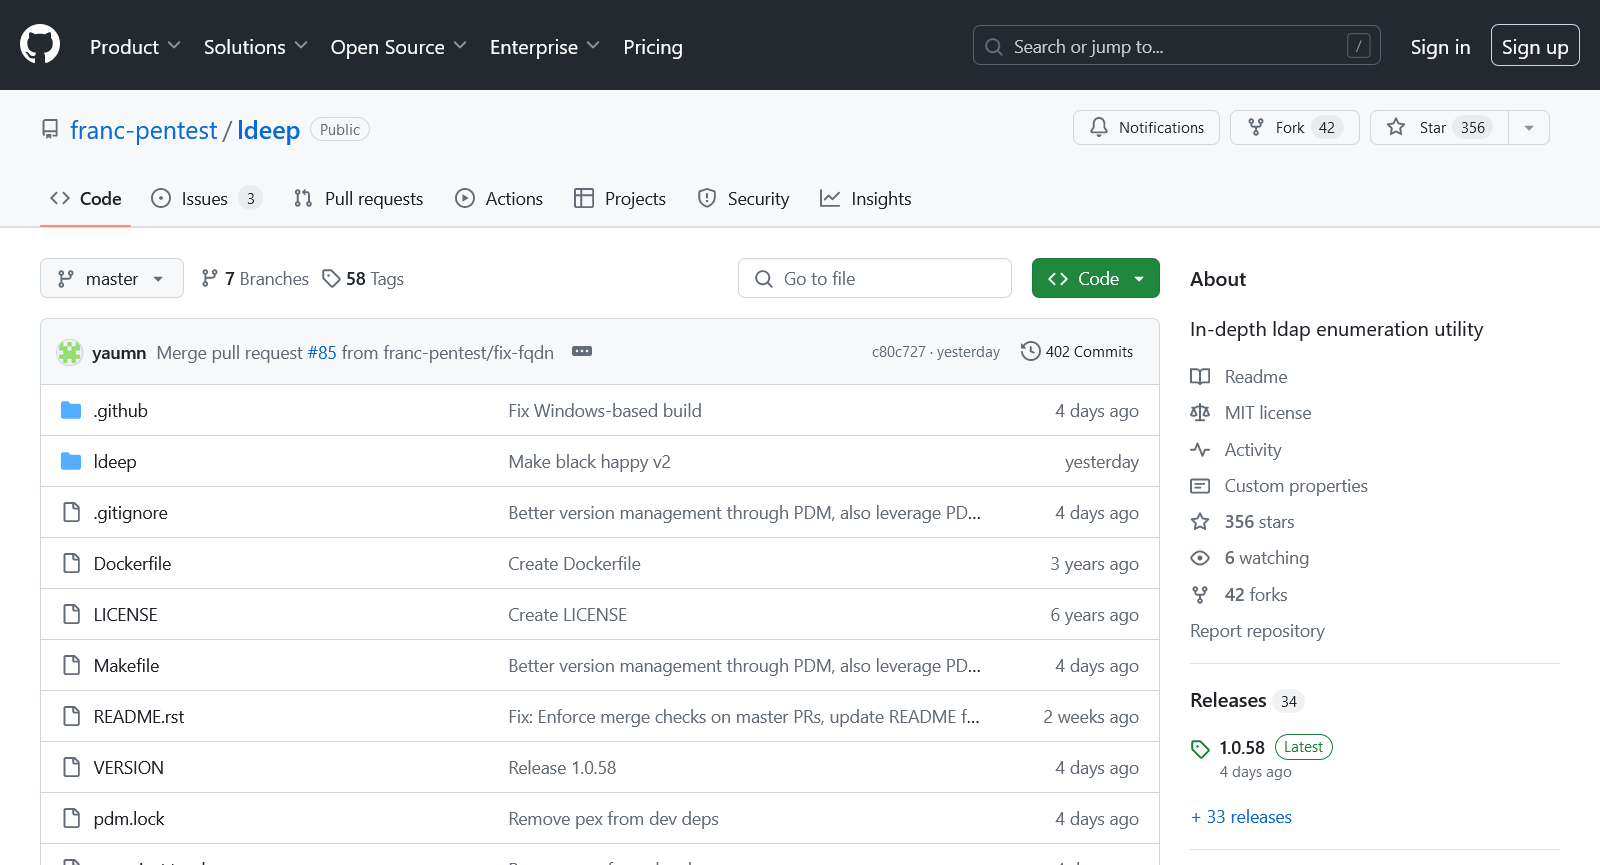 Product Solutions Open Source Enterprise Pricing Search or jump to... / Sign in Sign up
franc-pentest / ldeep Public Notifications Fork 42 Star 356
Code Issues 3 Pull requests Actions Projects Security Insights
master 7 Branches 58 Tags Go to file Code
yaumn Merge pull request #85 from franc-pentest/fix-fqdn c80c727 · yesterday 402 Commits
.github Fix Windows-based build 4 days ago
ldeep Make black happy v2 yesterday
.gitignore Better version management through PDM, also leverage PD... 4 days ago
Dockerfile Create Dockerfile 3 years ago
LICENSE Create LICENSE 6 years ago
Makefile Better version management through PDM, also leverage PD... 4 days ago
README.rst Fix: Enforce merge checks on master PRs, update README f... 2 weeks ago
VERSION Release 1.0.58 4 days ago
pdm.lock Remove pex from dev deps 4 days ago
About
In-depth ldap enumeration utility
Readme
MIT license
Activity
Custom properties
356 stars
6 watching
42 forks
Report repository
Releases 34
1.0.58 Latest
4 days ago
+ 33 releases